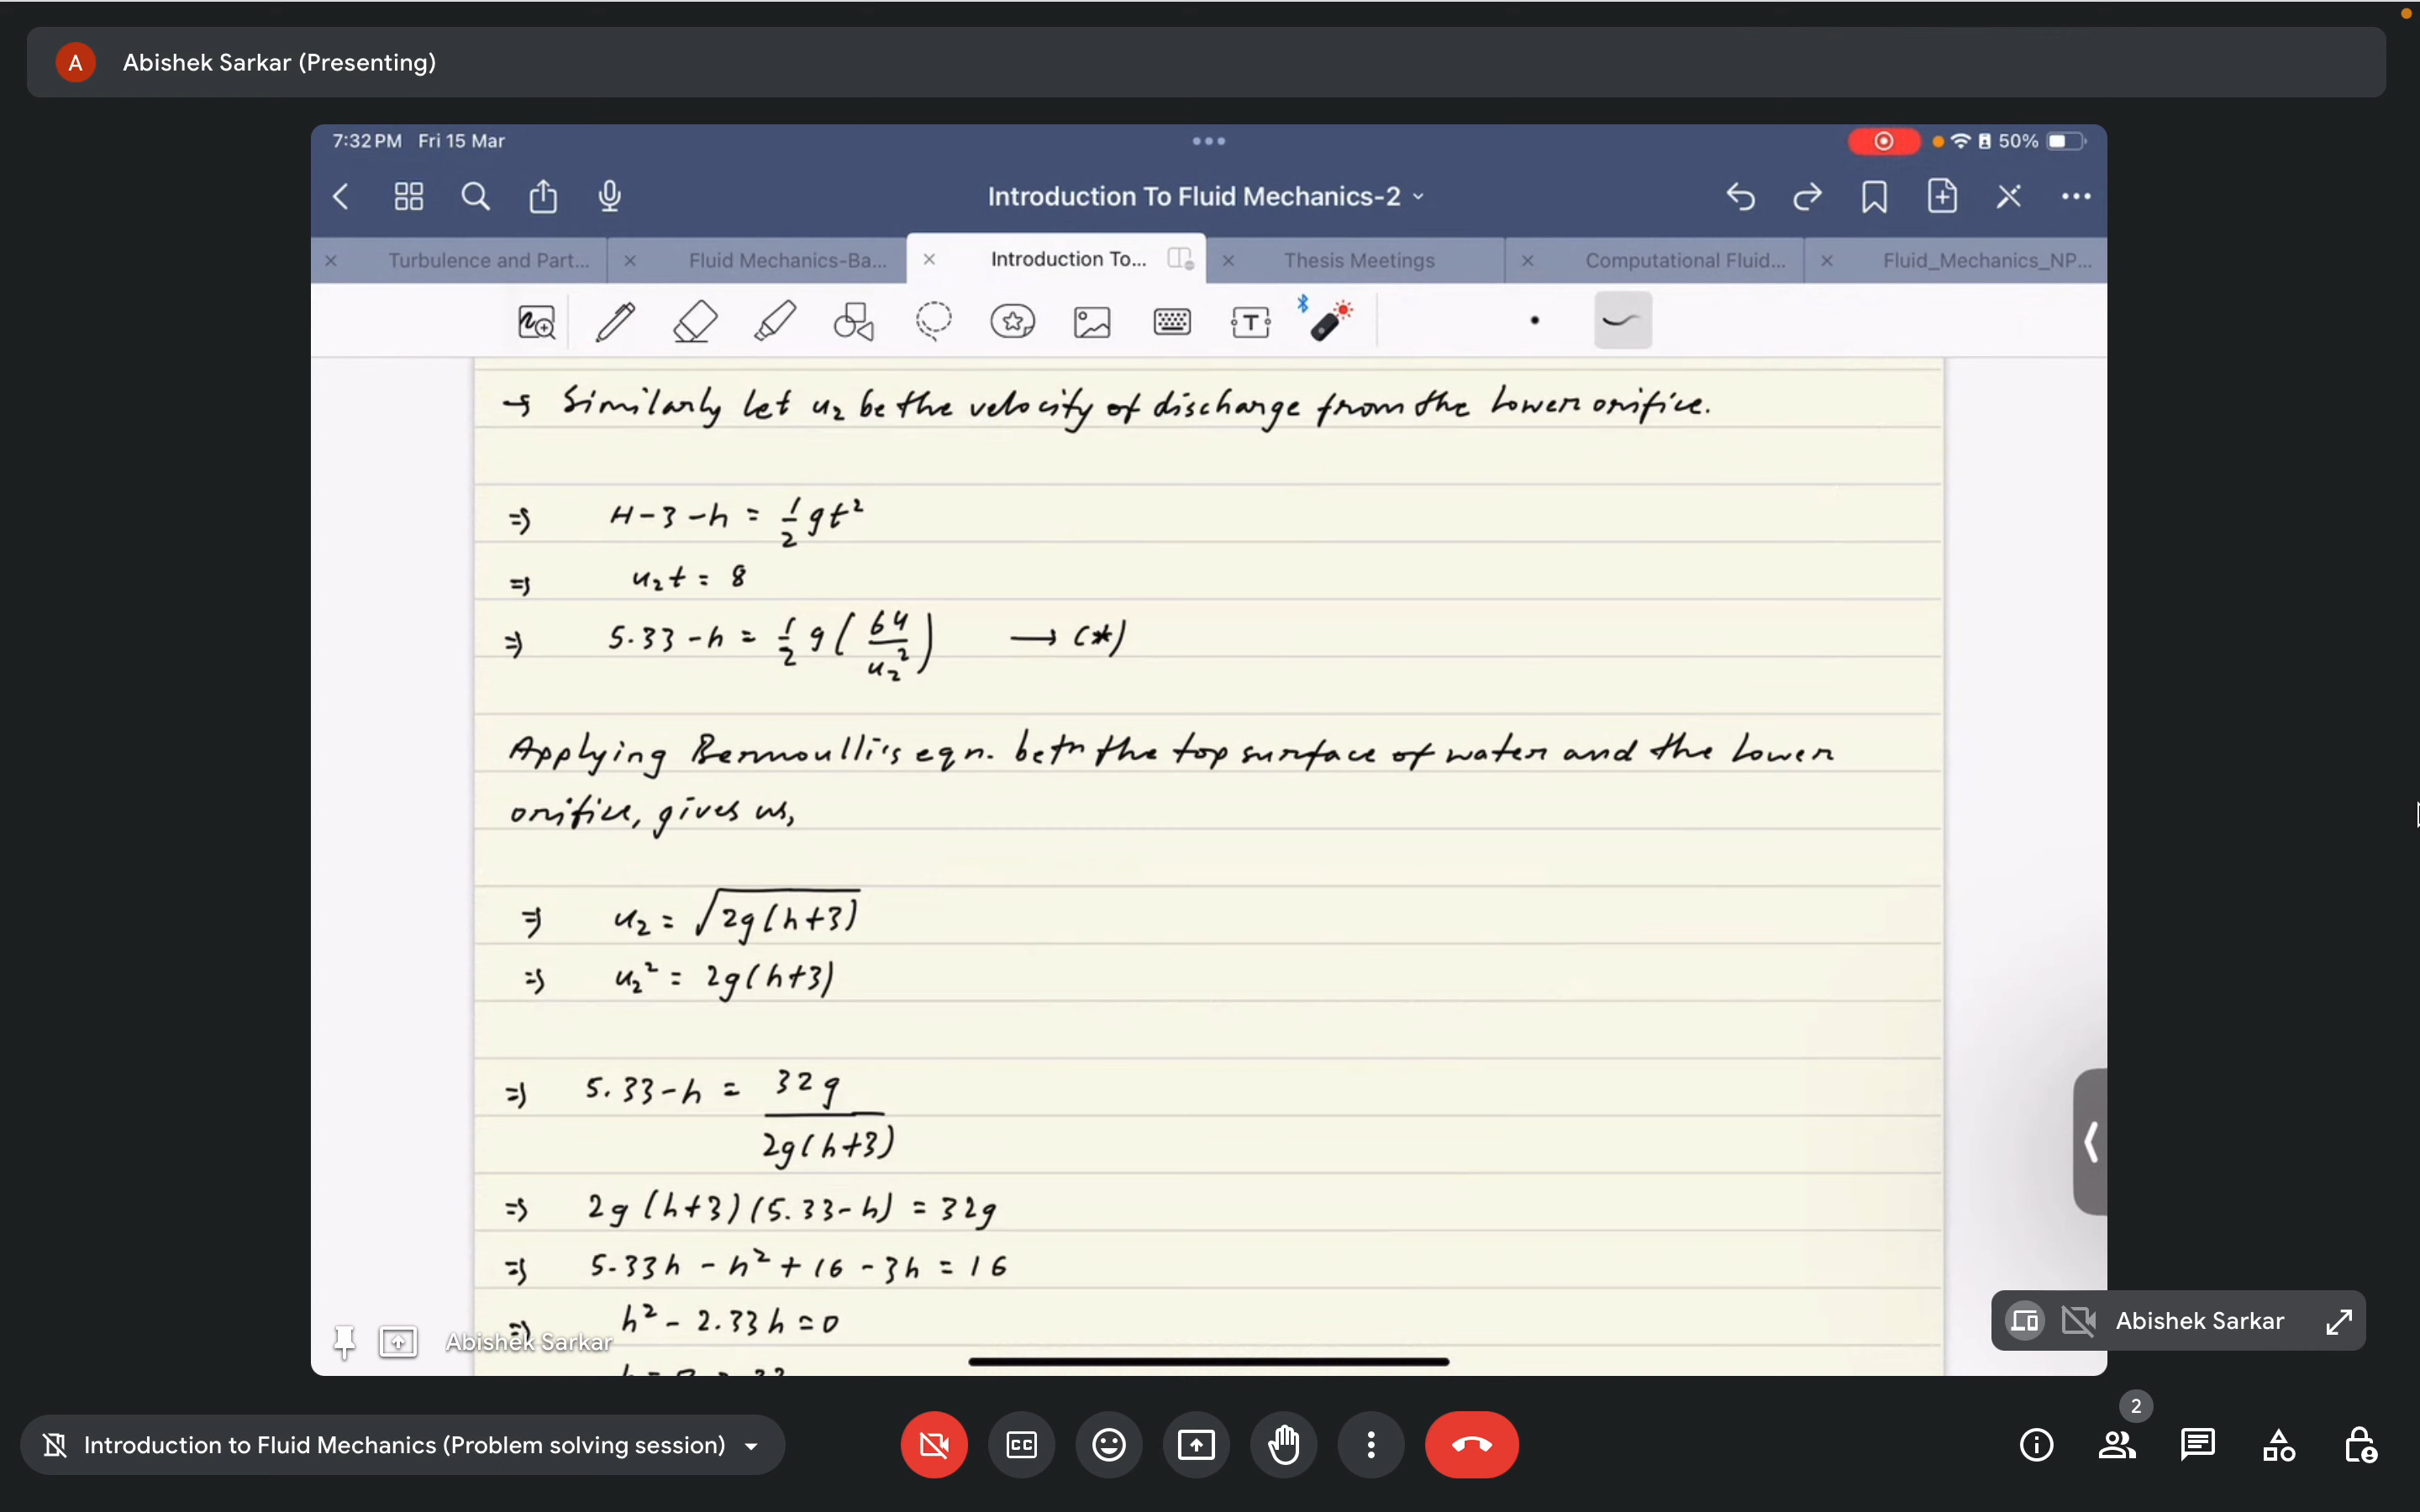 A Abishek Sarkar (Presenting)
7:32 PM Fri 15 Mar
50%
Introduction To Fluid Mechanics-2
Turbulence and Part...
Fluid Mechanics-Ba...
Introduction To...
Thesis Meetings
Computational Fluid...
Fluid_Mechanics_NP...
T
→ Similarly let u₂ be the velocity of discharge from the lower orifice.
⇒ H-3-h = 1/2 gt²
⇒ u₂t = 8
⇒ 5.33-h = 1/2 g(64/u₂²) → (*)
Applying Bernoulli's eqn. betn the top surface of water and the lower
orifice, gives us,
⇒ u₂ = √2g(h+3)
⇒ u₂² = 2g(h+3)
⇒ 5.33-h = 32g/2g(h+3)
⇒ 2g(h+3)(5.33-h) = 32g
⇒ 5.33h - h² + 16 - 3h = 16
⇒ h² - 2.33h = 0
Abishek Sarkar
Abishek Sarkar
Introduction to Fluid Mechanics (Problem solving session)
CC
2